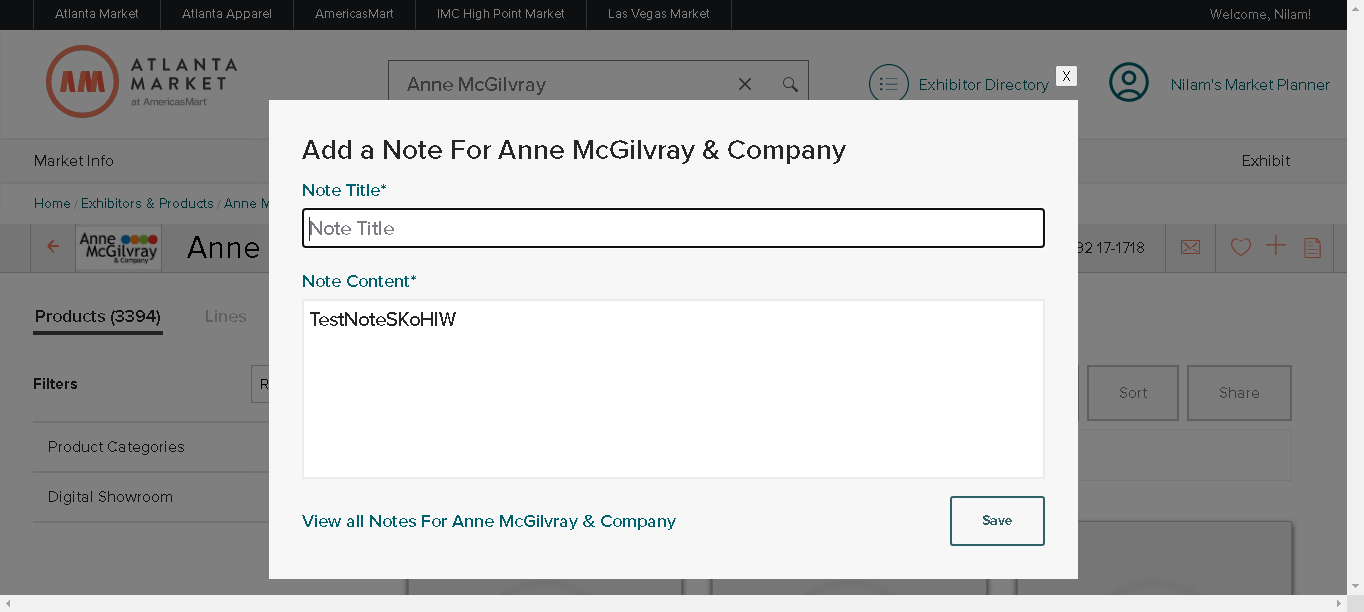 Atlanta Market
Atlanta Apparel
AmericasMart
IMC High Point Market
Las Vegas Market
Welcome, Nilam!
AM
ATLANTA
MARKET
at AmericasMart
Anne McGilvray
Exhibitor Directory
X
Nilam's Market Planner
Market Info
Exhibit
Home / Exhibitors & Products / Anne M
Anne
McGilvray
& Company
Anne
17-1718
Add a Note For Anne McGilvray & Company
Note Title*
Note Title
Note Content*
TestNoteSKoHIW
View all Notes For Anne McGilvray & Company
Save
Products (3394)
Lines
Filters
R
Sort
Share
Product Categories
Digital Showroom